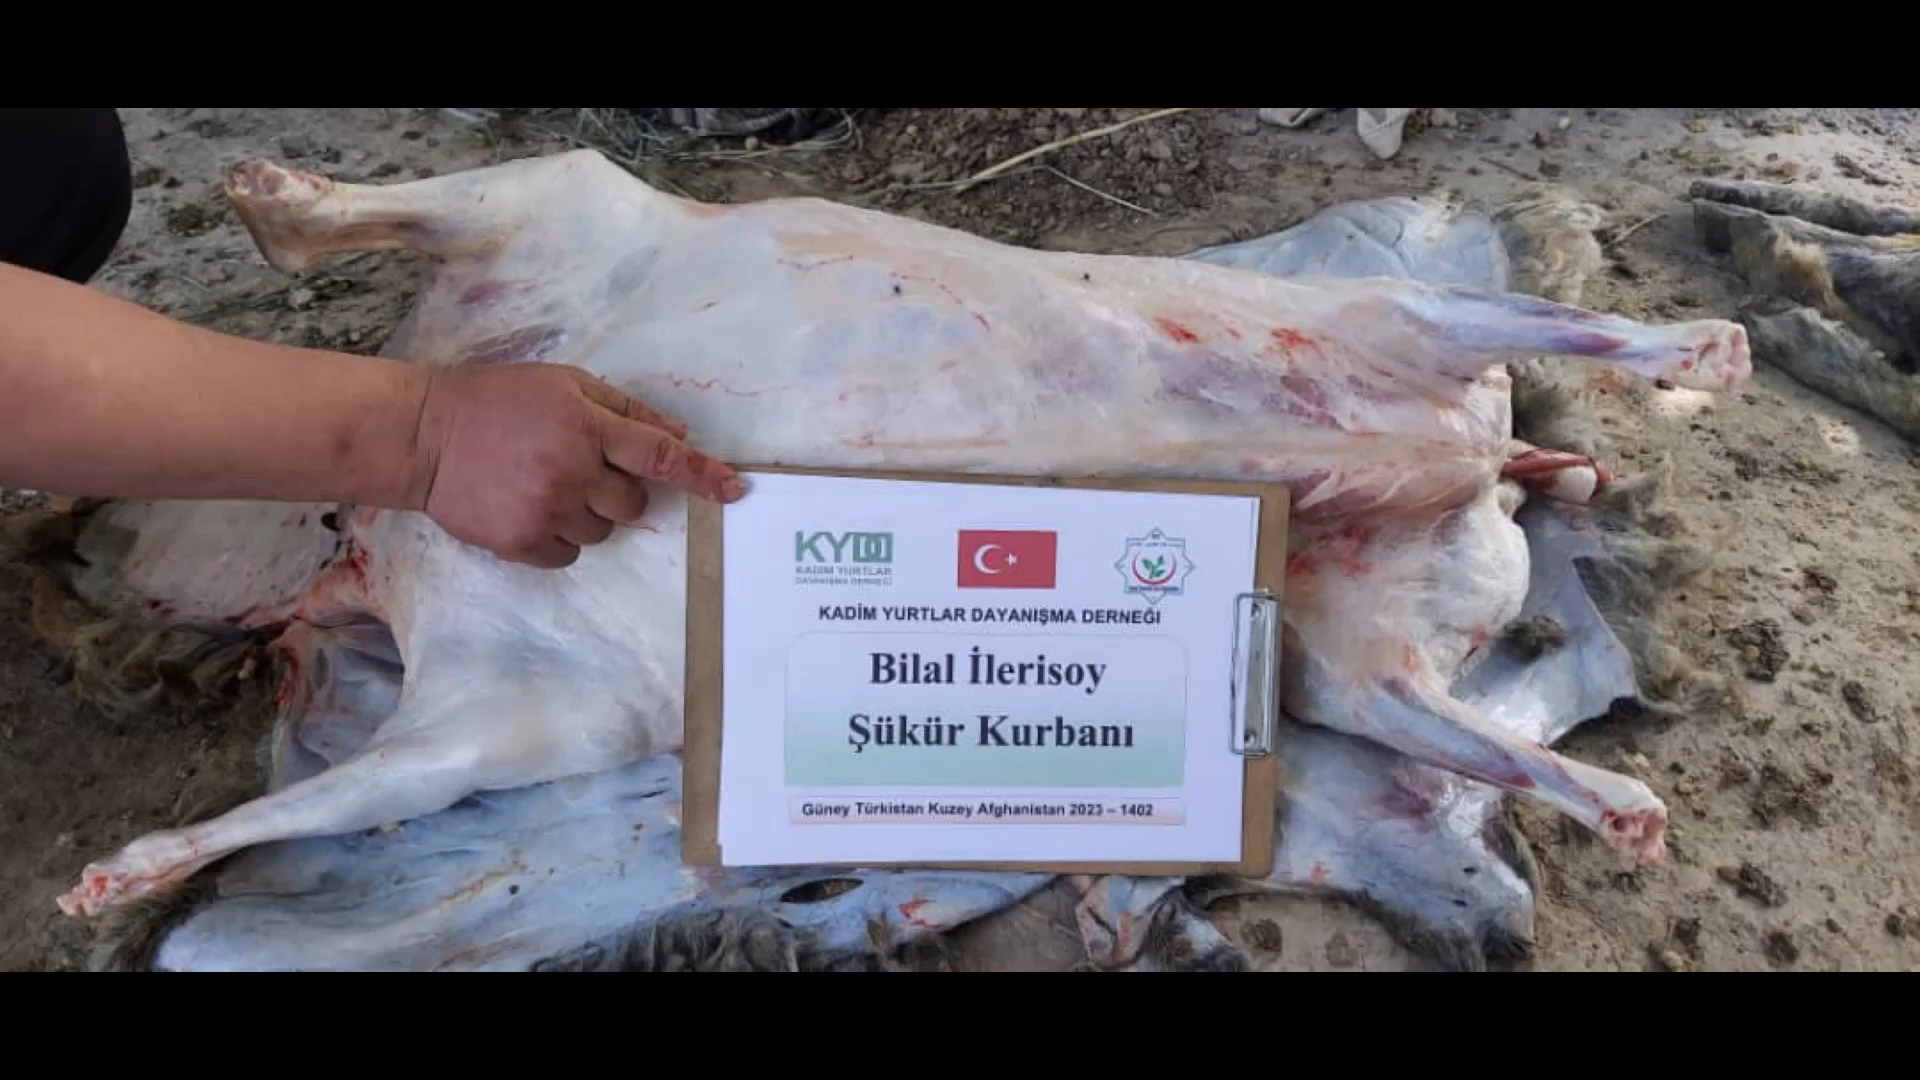 KYDD
KADİM YURTLAR
DAYANIŞMA DERNEĞİ
KADİM YURTLAR DAYANIŞMA DERNEĞİ
Bilal İlerisoy
Şükür Kurbanı
Güney Türkistan Kuzey Afghanistan 2023 – 1402